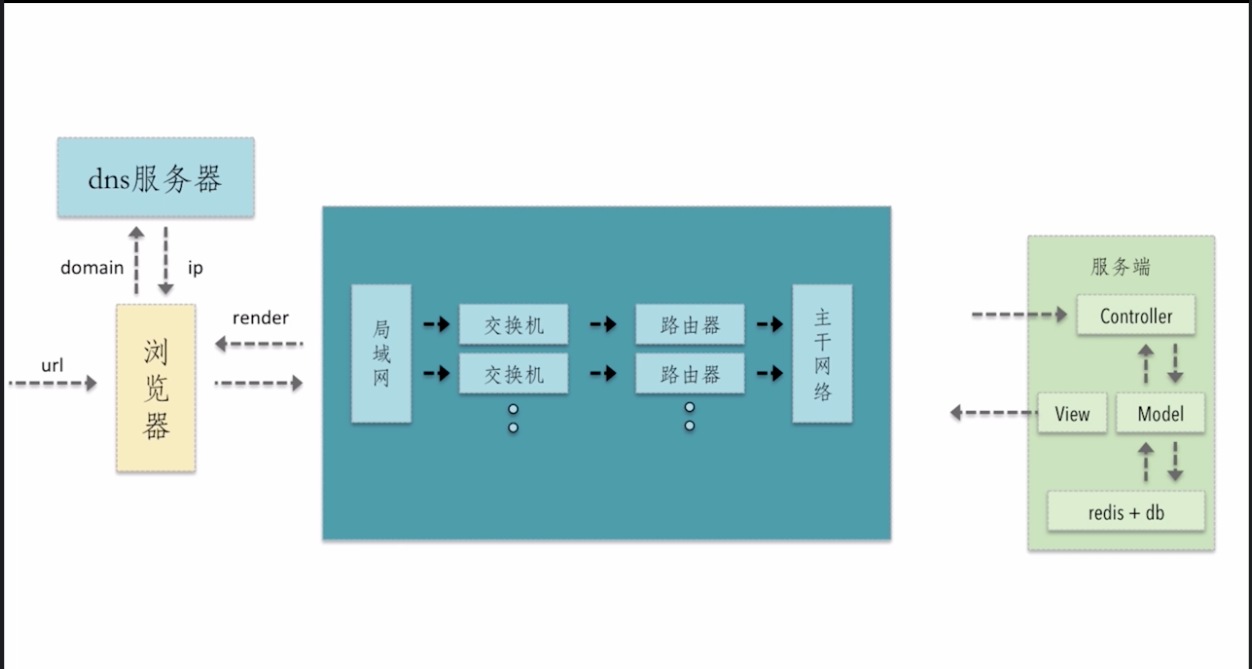 dns服务器
domain
ip
url
浏览器
render
局域网
交换机
路由器
交换机
路由器
主干网络
服务端
Controller
View
Model
redis + db